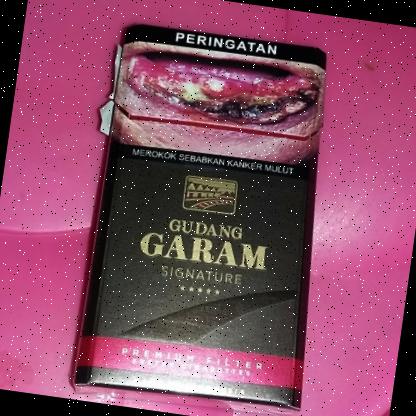 PERINGATAN
MEROKOK SEBABKAN KANKER MULUT
GUDANG
GARAM
SIGNATURE
PREMIUM FILTER